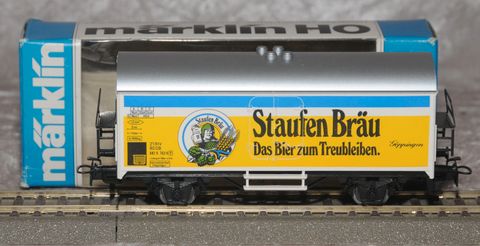 märklin HO
märklin
Staufen Bräu
Staufen Bräu
Das Bier zum Treubleiben.
Göppingen